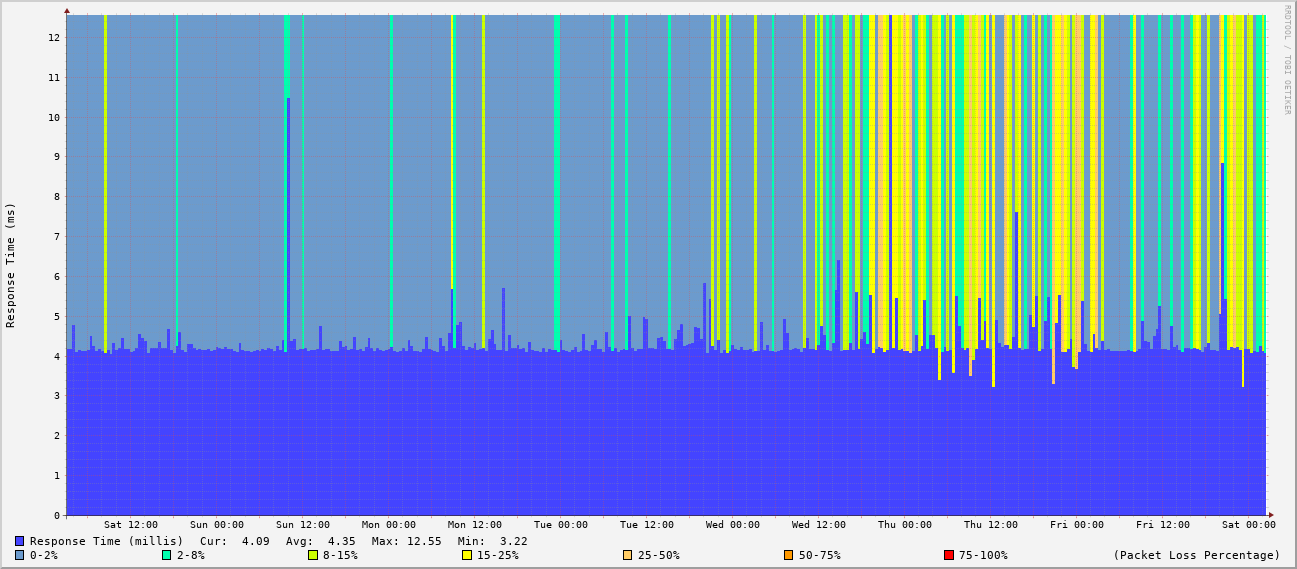 RRDTOOL / TOBI OETIKER
Response Time (ms)
12
11
10
9
8
7
6
5
4
3
2
1
0
Sat 12:00 Sun 00:00 Sun 12:00 Mon 00:00 Mon 12:00 Tue 00:00 Tue 12:00 Wed 00:00 Wed 12:00 Thu 00:00 Thu 12:00 Fri 00:00 Fri 12:00 Sat 00:00
Response Time (millis) Cur: 4.09 Avg: 4.35 Max: 12.55 Min: 3.22
0-2% 2-8% 8-15% 15-25% 25-50% 50-75% 75-100% (Packet Loss Percentage)